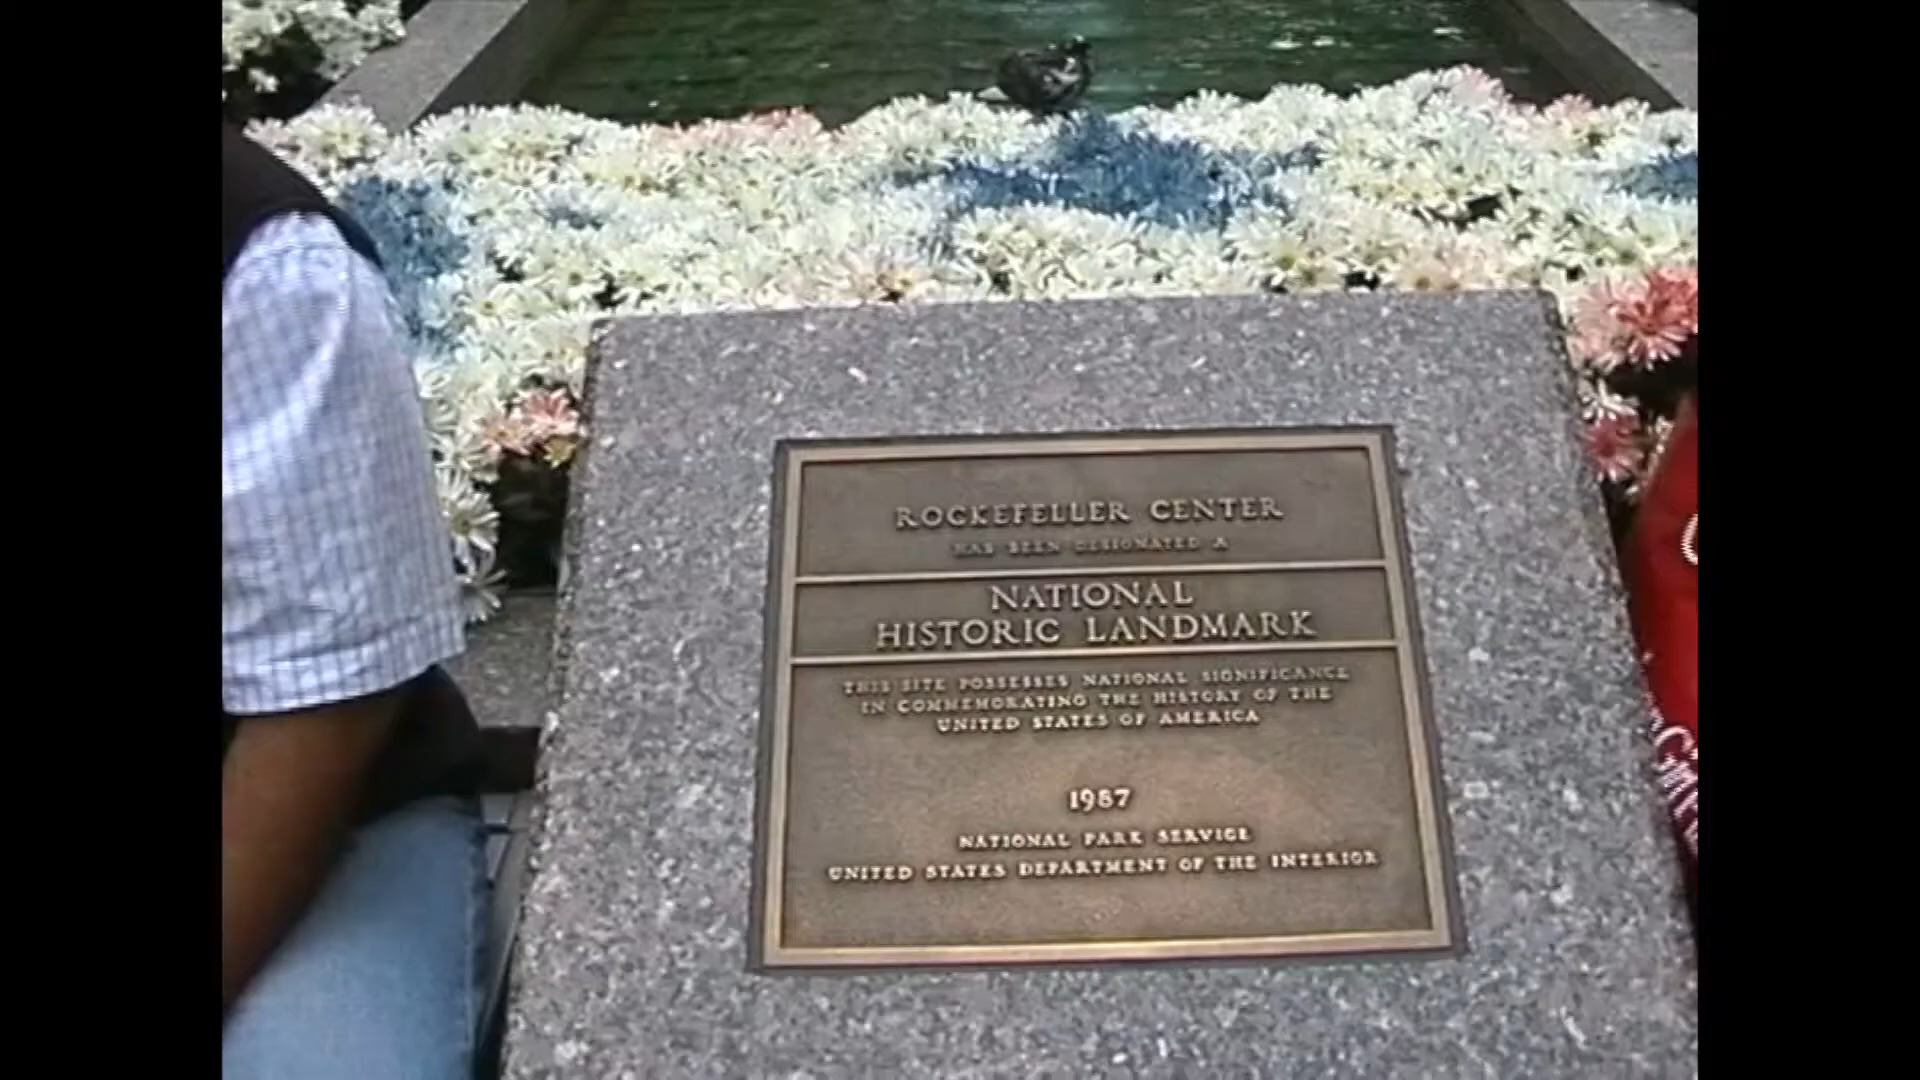 ROCKEFELLER CENTER
HAS BEEN DESIGNATED A
NATIONAL
HISTORIC LANDMARK
THIS SITE POSSESSES NATIONAL SIGNIFICANCE
IN COMMEMORATING THE HISTORY OF THE
UNITED STATES OF AMERICA
1987
NATIONAL PARK SERVICE
UNITED STATES DEPARTMENT OF THE INTERIOR